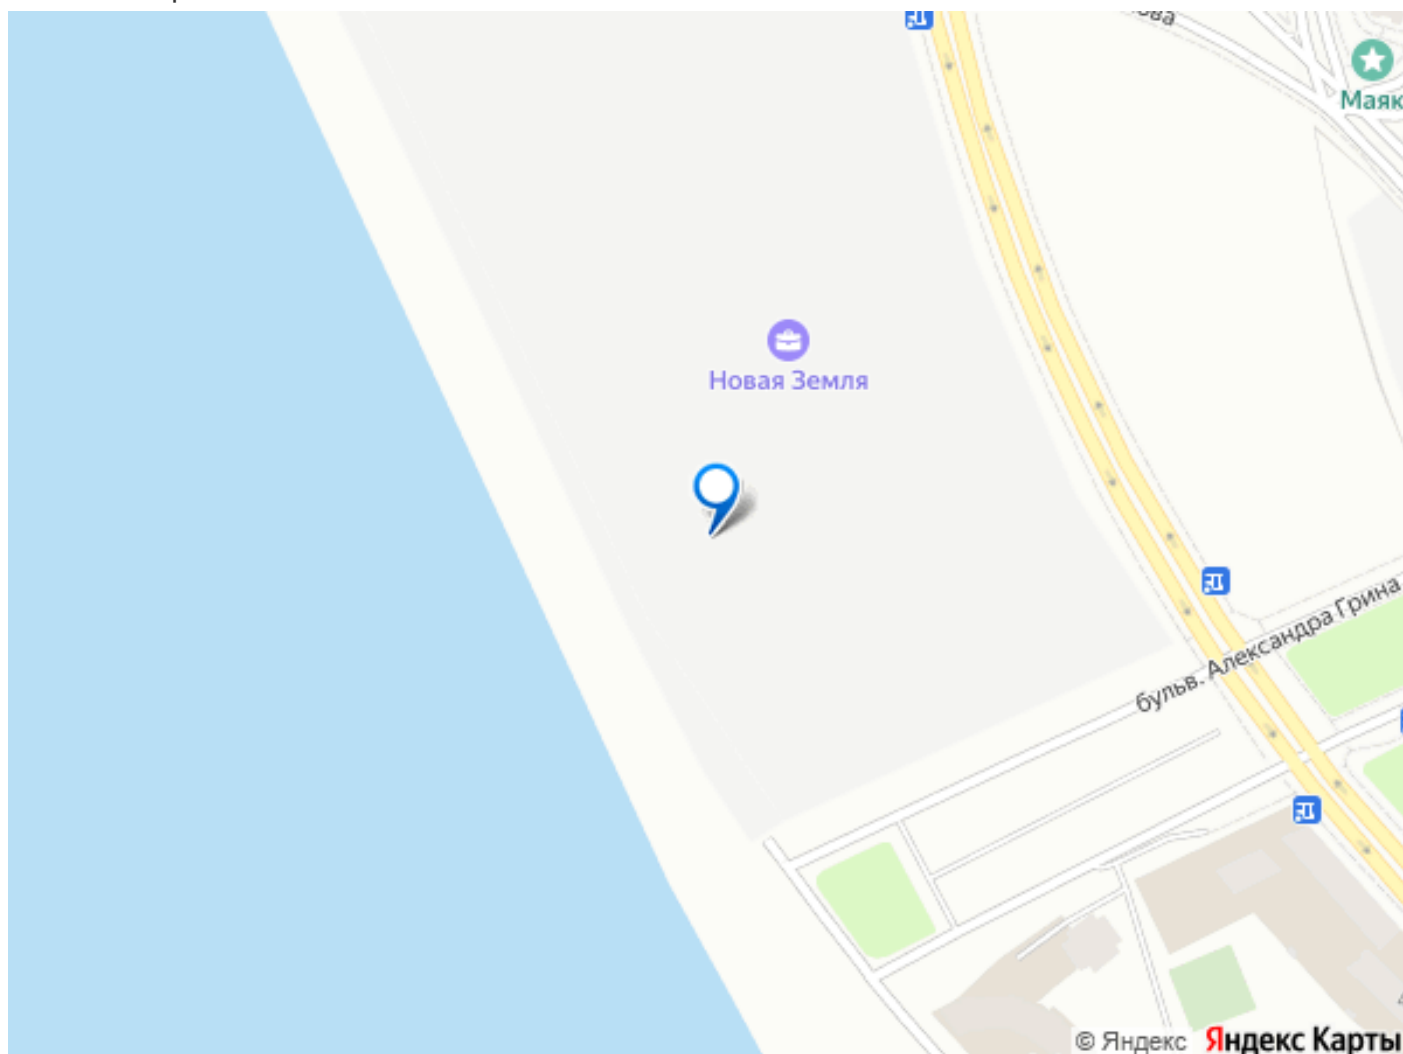 Маяк
Новая Земля
бульв. Александра Грина
© Яндекс Яндекс Карты